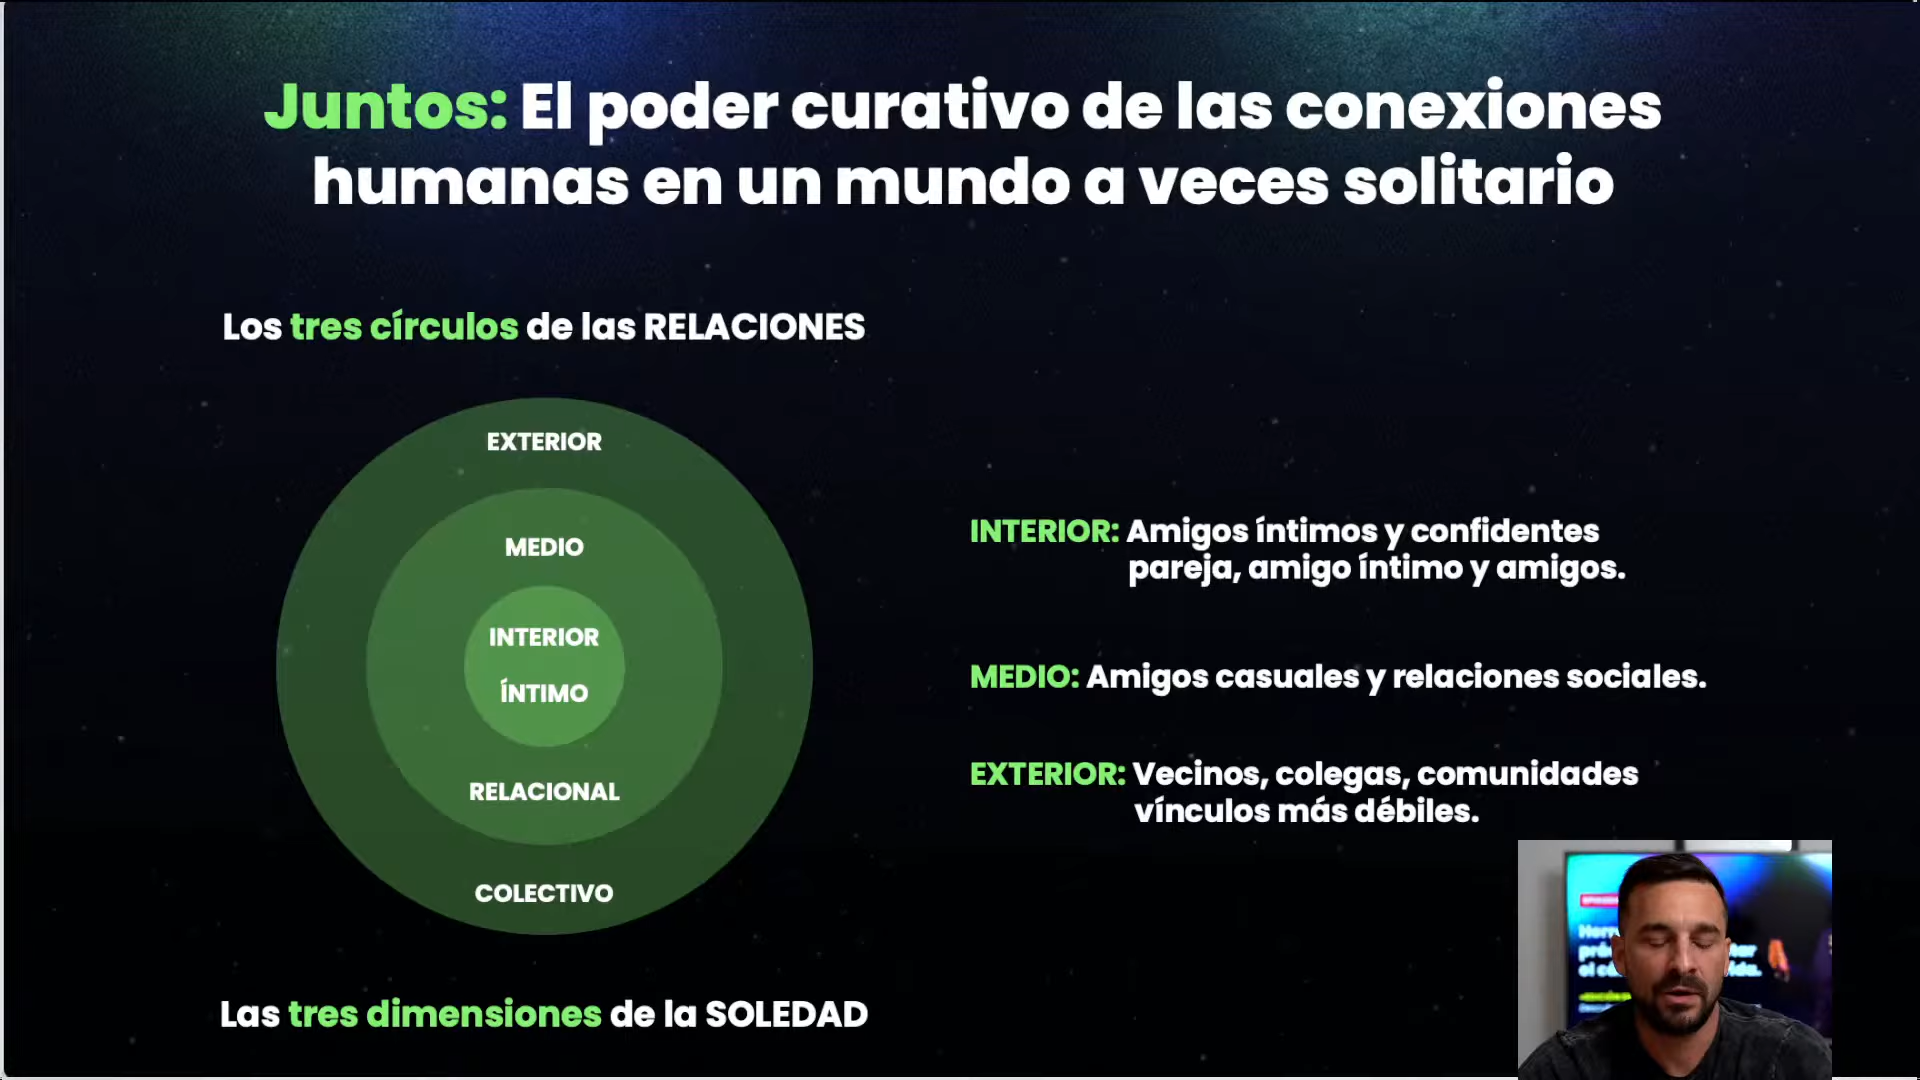 Juntos: El poder curativo de las conexiones
humanas en un mundo a veces solitario
Los tres círculos de las RELACIONES
EXTERIOR
MEDIO
INTERIOR
ÍNTIMO
RELACIONAL
COLECTIVO
Las tres dimensiones de la SOLEDAD
INTERIOR: Amigos íntimos y confidentes
pareja, amigo íntimo y amigos.
MEDIO: Amigos casuales y relaciones sociales.
EXTERIOR: Vecinos, colegas, comunidades
vínculos más débiles.